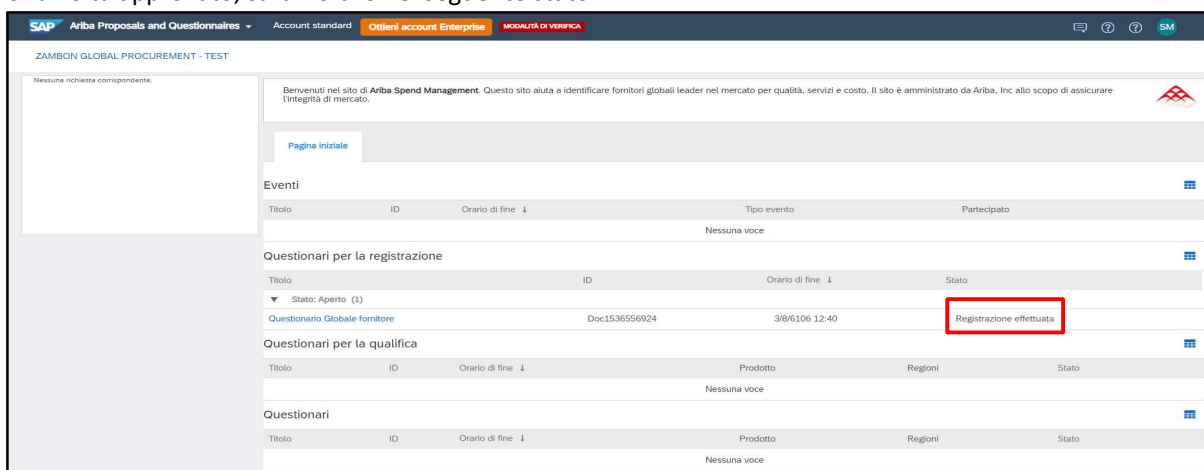 SAP Ariba Proposals and Questionnaires Account standard Ottieni account Enterprise MODALITÀ DI VERIFICA SM
ZAMBON GLOBAL PROCUREMENT - TEST
Nessuna richiesta corrispondente.
Benvenuti nel sito di Ariba Spend Management. Questo sito aiuta a identificare fornitori globali leader nel mercato per qualità, servizi e costo. Il sito è amministrato da Ariba, Inc allo scopo di assicurare
l'integrità di mercato.
Pagina iniziale
Eventi
Titolo ID Orario di fine ↓ Tipo evento Partecipato
Nessuna voce
Questionari per la registrazione
Titolo ID Orario di fine ↓ Stato
▼ Stato: Aperto (1)
Questionario Globale fornitore Doc1536556924 3/8/6106 12:40 Registrazione effettuata
Questionari per la qualifica
Titolo ID Orario di fine ↓ Prodotto Regioni Stato
Nessuna voce
Questionari
Titolo ID Orario di fine ↓ Prodotto Regioni Stato
Nessuna voce